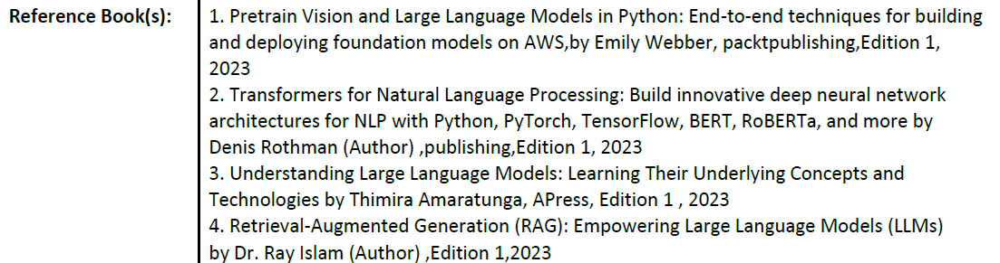 Reference Book(s):
1. Pretrain Vision and Large Language Models in Python: End-to-end techniques for building
and deploying foundation models on AWS,by Emily Webber, packtpublishing,Edition 1,
2023
2. Transformers for Natural Language Processing: Build innovative deep neural network
architectures for NLP with Python, PyTorch, TensorFlow, BERT, RoBERTa, and more by
Denis Rothman (Author) ,publishing,Edition 1, 2023
3. Understanding Large Language Models: Learning Their Underlying Concepts and
Technologies by Thimira Amaratunga, APress, Edition 1 , 2023
4. Retrieval-Augmented Generation (RAG): Empowering Large Language Models (LLMs)
by Dr. Ray Islam (Author) ,Edition 1,2023